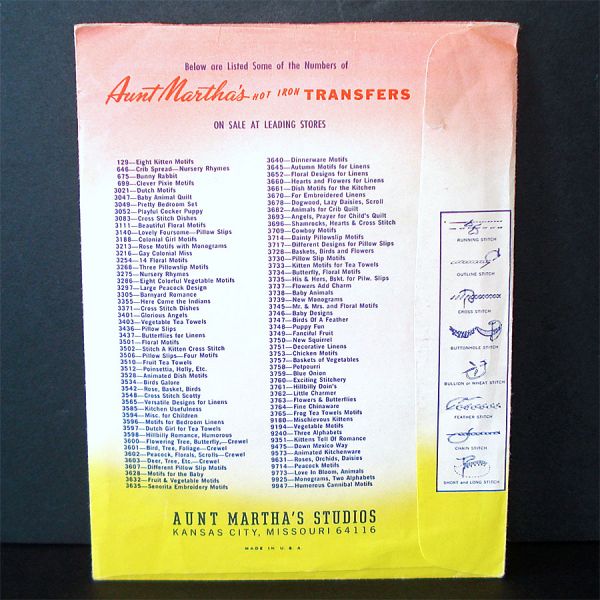 Below are Listed Some of the Numbers of
Aunt Martha's HOT IRON TRANSFERS
ON SALE AT LEADING STORES
129—Eight Kitten Motifs
646—Crib Spread—Nursery Rhymes
675—Bunny Rabbit
699—Clever Pixie Motifs
3021—Dutch Motifs
3047—Baby Animal Quilt
3049—Pretty Bedroom Set
3052—Playful Cocker Puppy
3083—Cross Stitch Dishes
3111—Beautiful Floral Motifs
3140—Lovely Foursome—Pillow Slips
3188—Colonial Girl Motifs
3213—Rose Motifs with Monograms
3216—Gay Colonial Miss
3254—14 Floral Motifs
3268—Three Pillowslip Motifs
3275—Nursery Rhymes
3286—Eight Colorful Vegetable Motifs
3297—Large Peacock Design
3305—Barnyard Romance
3355—Here Come the Indians
3371—Cross Stitch Dishes
3401—Glorious Angels
3403—Vegetable Tea Towels
3436—Pillow Slips
3437—Butterflies for Linens
3501—Floral Motifs
3502—Stitch A Kitten Cross Stitch
3506—Pillow Slips—Four Motifs
3510—Fruit Tea Towels
3512—Poinsettia, Holly, Etc.
3528—Animated Dish Motifs
3534—Birds Galore
3542—Rose, Basket, Birds
3548—Cross Stitch Scotty
3565—Versatile Designs for Linens
3585—Kitchen Usefulness
3594—Misc. for Children
3596—Motifs for Bedroom Linens
3597—Dutch Girl for Tea Towels
3598—Hillbilly Romance, Humorous
3600—Flowering Tree, Butterfly,—Crewel
3601—Bird, Tree, Foliage—Crewel
3602—Peacock, Florals, Scrolls—Crewel
3603—Deer, Tree, Etc.—Crewel
3607—Different Pillow Slip Motifs
3628—Motifs for the Baby
3632—Fruit & Vegetable Motifs
3635—Senorita Embroidery Motifs
3640—Dinnerware Motifs
3645—Autumn Motifs for Linens
3652—Floral Designs for Linens
3660—Hearts and Flowers for Linens
3661—Dish Motifs for the Kitchen
3670—For Embroidered Linens
3678—Dogwood, Lazy Daisies, Scroll
3682—Animals for Crib Quilt
3693—Angels, Prayer for Child's Quilt
3696—Shamrocks, Hearts & Cross Stitch
3709—Cowboy Motifs
3714—Dainty Pillowslip Motifs
3717—Different Designs for Pillow Slips
3728—Baskets, Birds and Flowers
3730—Pillow Slip Motifs
3733—Kitten Motifs for Tea Towels
3734—Butterfly, Floral Motifs
3735—His & Hers, Bskt. for Pilw. Slips
3737—Flowers Add Charm
3738—Baby Animals
3739—New Monograms
3745—Mr. & Mrs. and Floral Motifs
3746—Baby Designs
3747—Birds Of A Feather
3748—Puppy Fun
3749—Fanciful Fruit
3750—New Squirrel
3751—Decorative Linens
3753—Chicken Motifs
3757—Baskets of Vegetables
3758—Potpourri
3759—Blue Onion
3760—Exciting Stitchery
3761—Hillbilly Doin's
3762—Little Charmer
3763—Flowers & Butterflies
3764—Fine Chinaware
3765—Frog Tea Towels Motifs
9160—Mischievous Kittens
9194—Vegetable Motifs
9240—Three Alphabets
9351—Kittens Tell Of Romance
9475—Down Mexico Way
9573—Animated Kitchenware
9631—Roses, Orchids, Daisies
9714—Peacock Motifs
9773—Love In Bloom, Animals
9925—Monograms, Two Alphabets
9947—Humorous Cannibal Motifs
RUNNING STITCH
OUTLINE STITCH
CROSS STITCH
BUTTONHOLE STITCH
BULLION or WHEAT STITCH
FEATHER STITCH
CHAIN STITCH
SHORT and LONG STITCH
AUNT MARTHA'S STUDIOS
KANSAS CITY, MISSOURI 64116
MADE IN U.S.A.